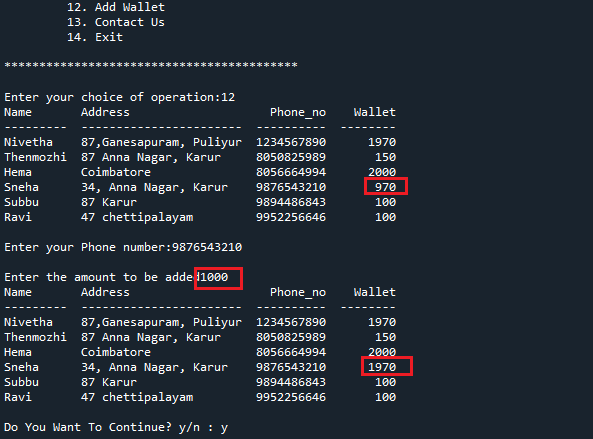 12. Add Wallet
13. Contact Us
14. Exit
******************************************
Enter your choice of operation:12
Name       Address                   Phone_no    Wallet
---------  -----------------------  ----------  --------
Nivetha    87,Ganesapuram, Puliyur  1234567890      1970
Thenmozhi  87 Anna Nagar, Karur     8050825989       150
Hema       Coimbatore               8056664994      2000
Sneha      34, Anna Nagar, Karur    9876543210       970
Subbu      87 Karur                 9894486843       100
Ravi       47 chettipalayam         9952256646       100
Enter your Phone number:9876543210
Enter the amount to be added1000
Name       Address                   Phone_no    Wallet
---------  -----------------------  ----------  --------
Nivetha    87,Ganesapuram, Puliyur  1234567890      1970
Thenmozhi  87 Anna Nagar, Karur     8050825989       150
Hema       Coimbatore               8056664994      2000
Sneha      34, Anna Nagar, Karur    9876543210      1970
Subbu      87 Karur                 9894486843       100
Ravi       47 chettipalayam         9952256646       100
Do You Want To Continue? y/n : y